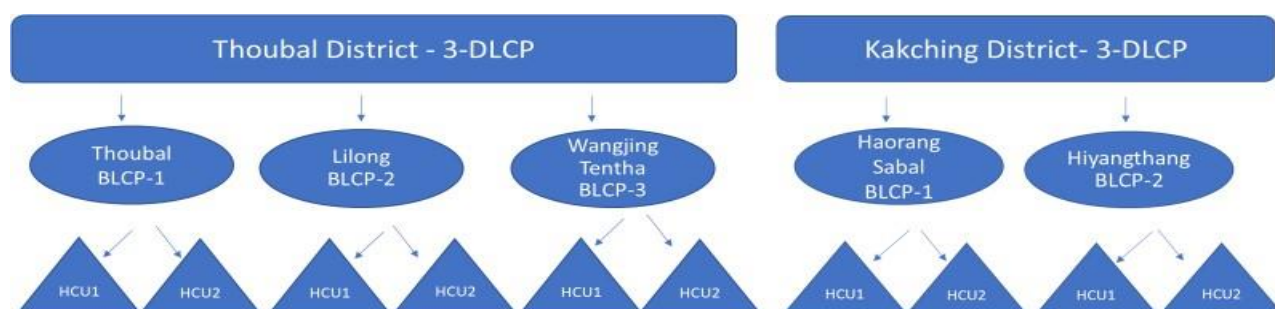 Thoubal District - 3-DLCP
Kakching District- 3-DLCP
Thoubal
BLCP-1
Lilong
BLCP-2
Wangjing
Tentha
BLCP-3
Haorang
Sabal
BLCP-1
Hiyangthang
BLCP-2
HCU1
HCU2
HCU1
HCU2
HCU1
HCU2
HCU1
HCU2
HCU1
HCU2